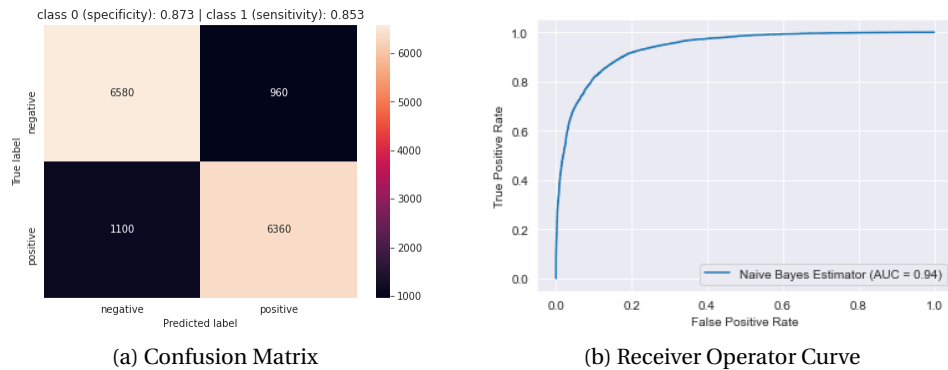 class 0 (specificity): 0.873 | class 1 (sensitivity): 0.853
True label
negative
positive
6580
960
1100
6360
negative
positive
Predicted label
6000
5000
4000
3000
2000
1000
(a) Confusion Matrix
True Positive Rate
1.0
0.8
0.6
0.4
0.2
0.0
Naive Bayes Estimator (AUC = 0.94)
0.0
0.2
0.4
0.6
0.8
1.0
False Positive Rate
(b) Receiver Operator Curve